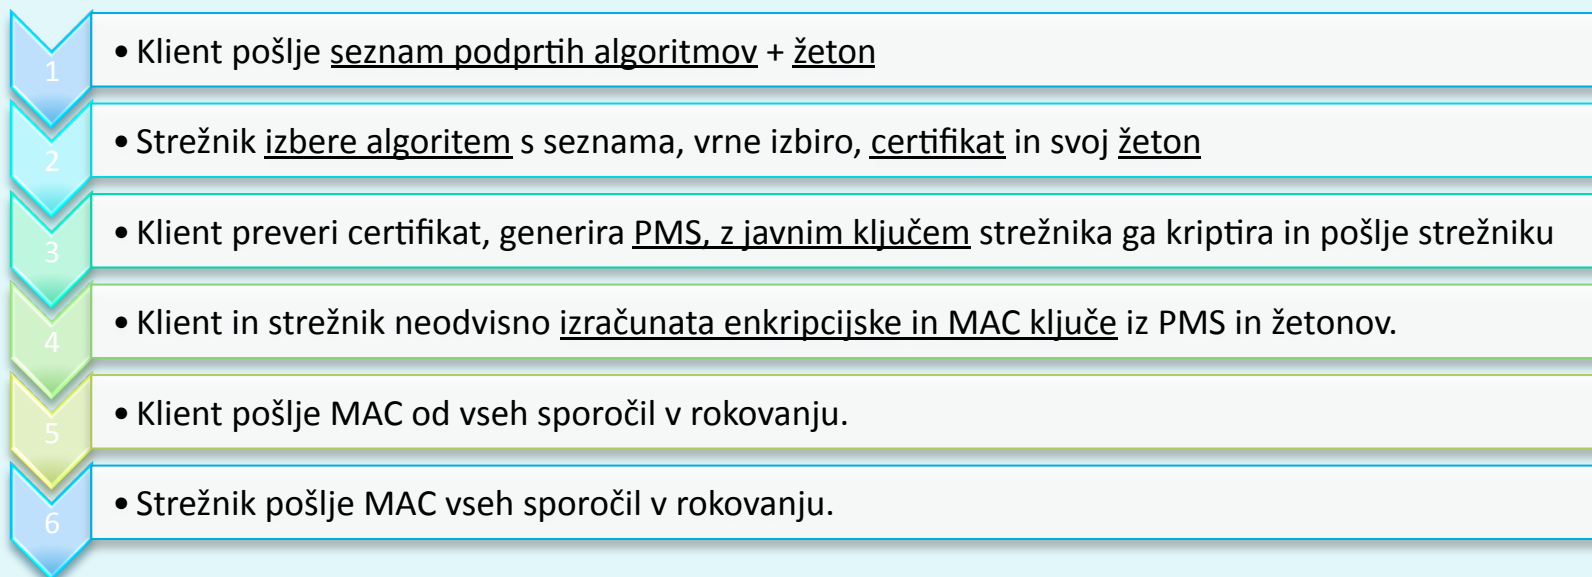 1
• Klient pošlje seznam podprtih algoritmov + žeton
2
• Strežnik izbere algoritem s seznama, vrne izbiro, certifikat in svoj žeton
3
• Klient preveri certifikat, generira PMS, z javnim ključem strežnika ga kriptira in pošlje strežniku
4
• Klient in strežnik neodvisno izračunata enkripcijske in MAC ključe iz PMS in žetonov.
5
• Klient pošlje MAC od vseh sporočil v rokovanju.
6
• Strežnik pošlje MAC vseh sporočil v rokovanju.